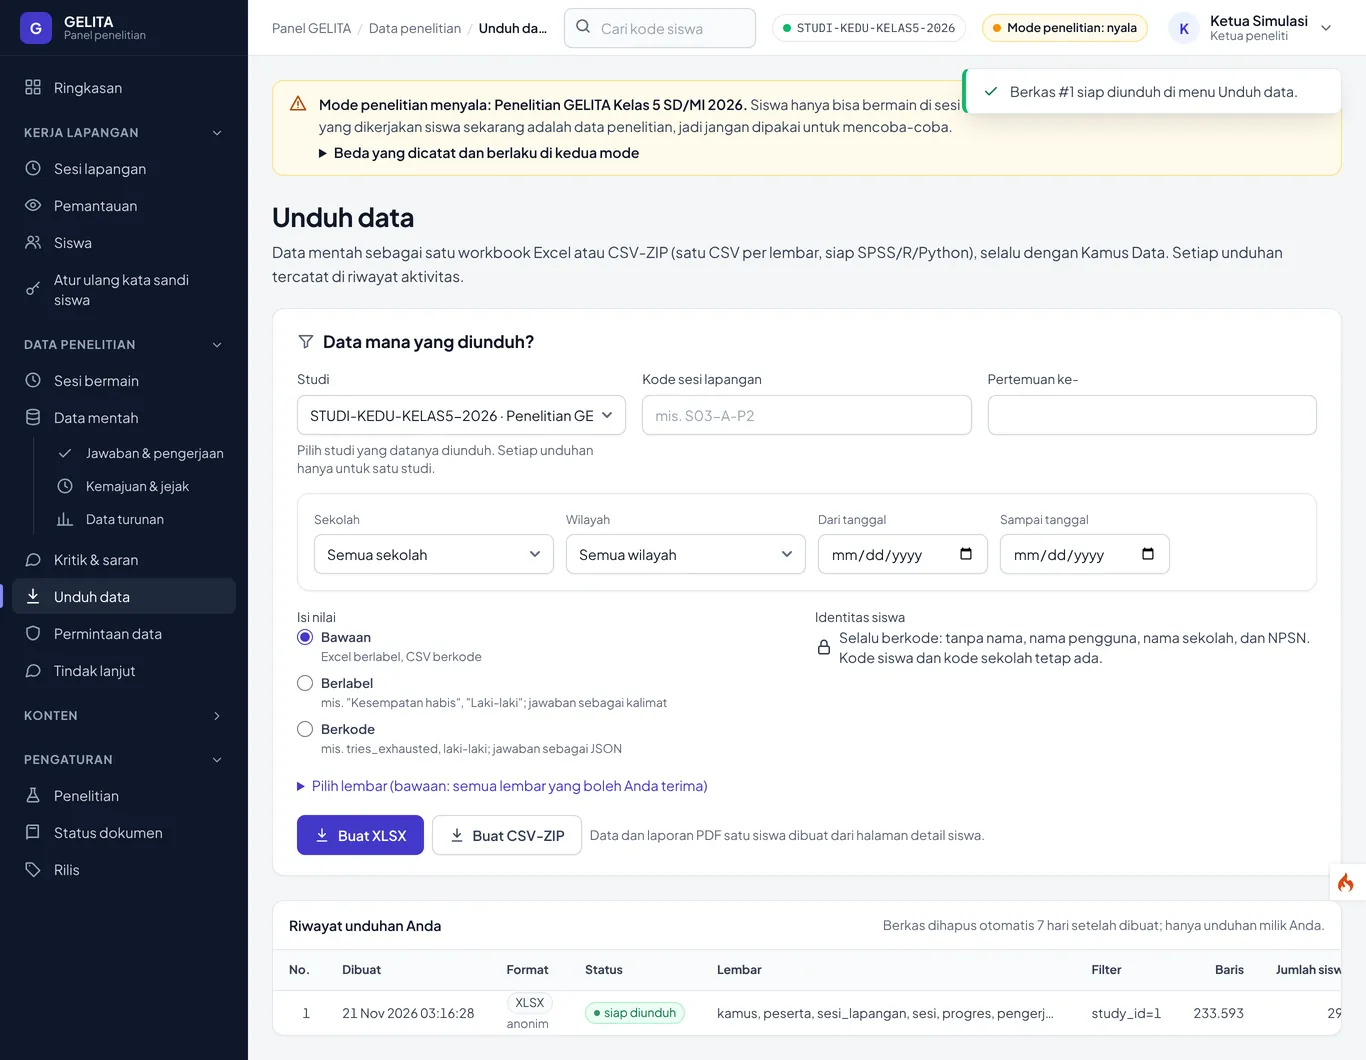 GELITA
Panel penelitian
Ringkasan
KERJA LAPANGAN
Sesi lapangan
Pemantauan
Siswa
Atur ulang kata sandi
siswa
DATA PENELITIAN
Sesi bermain
Data mentah
Jawaban & pengerjaan
Kemajuan & jejak
Data turunan
Kritik & saran
Unduh data
Permintaan data
Tindak lanjut
KONTEN
PENGATURAN
Penelitian
Status dokumen
Rilis
Panel GELITA / Data penelitian / Unduh da...
Cari kode siswa
STUDI-KEDU-KELAS5-2026
Mode penelitian: nyala
K
Ketua Simulasi
Ketua peneliti
Berkas #1 siap diunduh di menu Unduh data.
Mode penelitian menyala: Penelitian GELITA Kelas 5 SD/MI 2026. Siswa hanya bisa bermain di sesi
yang dikerjakan siswa sekarang adalah data penelitian, jadi jangan dipakai untuk mencoba-coba.
Beda yang dicatat dan berlaku di kedua mode
Unduh data
Data mentah sebagai satu workbook Excel atau CSV-ZIP (satu CSV per lembar, siap SPSS/R/Python), selalu dengan Kamus Data. Setiap unduhan
tercatat di riwayat aktivitas.
Data mana yang diunduh?
Studi
STUDI-KEDU-KELAS5-2026 · Penelitian GE
Pilih studi yang datanya diunduh. Setiap unduhan
hanya untuk satu studi.
Kode sesi lapangan
mis. S03-A-P2
Pertemuan ke-
Sekolah
Semua sekolah
Wilayah
Semua wilayah
Dari tanggal
mm/dd/yyyy
Sampai tanggal
mm/dd/yyyy
Isi nilai
Bawaan
Excel berlabel, CSV berkode
Berlabel
mis. "Kesempatan habis", "Laki-laki"; jawaban sebagai kalimat
Berkode
mis. tries_exhausted, laki-laki; jawaban sebagai JSON
Identitas siswa
Selalu berkode: tanpa nama, nama pengguna, nama sekolah, dan NPSN.
Kode siswa dan kode sekolah tetap ada.
Pilih lembar (bawaan: semua lembar yang boleh Anda terima)
Buat XLSX
Buat CSV-ZIP
Data dan laporan PDF satu siswa dibuat dari halaman detail siswa.
Riwayat unduhan Anda
Berkas dihapus otomatis 7 hari setelah dibuat; hanya unduhan milik Anda.
No. Dibuat Format Status Lembar Filter Baris Jumlah sisw
1 21 Nov 2026 03:16:28 XLSX anonim siap diunduh kamus, peserta, sesi_lapangan, sesi, progres, pengerj... study_id=1 233.593 29
G